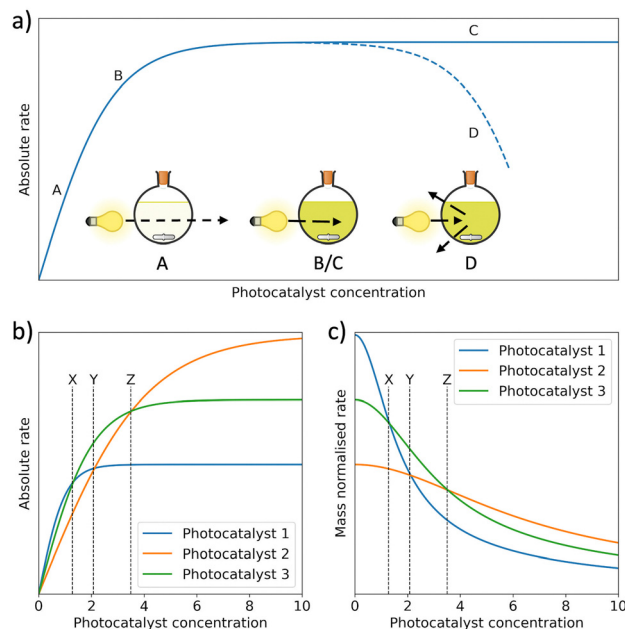 a)
Absolute rate
A
B
C
D
A
B/C
D
Photocatalyst concentration
b)
Absolute rate
X
Y
Z
Photocatalyst 1
Photocatalyst 2
Photocatalyst 3
0
2
4
6
8
10
Photocatalyst concentration
c)
Mass normalised rate
X
Y
Z
Photocatalyst 1
Photocatalyst 2
Photocatalyst 3
0
2
4
6
8
10
Photocatalyst concentration